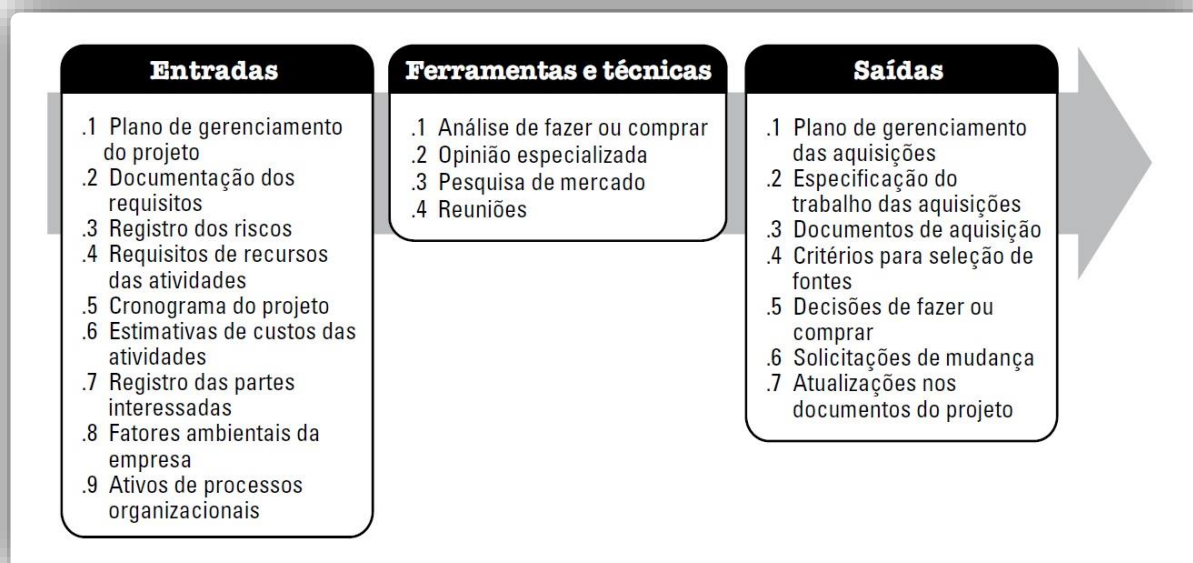 Entradas
.1 Plano de gerenciamento
do projeto
.2 Documentação dos
requisitos
.3 Registro dos riscos
.4 Requisitos de recursos
das atividades
.5 Cronograma do projeto
.6 Estimativas de custos das
atividades
.7 Registro das partes
interessadas
.8 Fatores ambientais da
empresa
.9 Ativos de processos
organizacionais
Ferramentas e técnicas
.1 Análise de fazer ou comprar
.2 Opinião especializada
.3 Pesquisa de mercado
.4 Reuniões
Saídas
.1 Plano de gerenciamento
das aquisições
.2 Especificação do
trabalho das aquisições
.3 Documentos de aquisição
.4 Critérios para seleção de
fontes
.5 Decisões de fazer ou
comprar
.6 Solicitações de mudança
.7 Atualizações nos
documentos do projeto